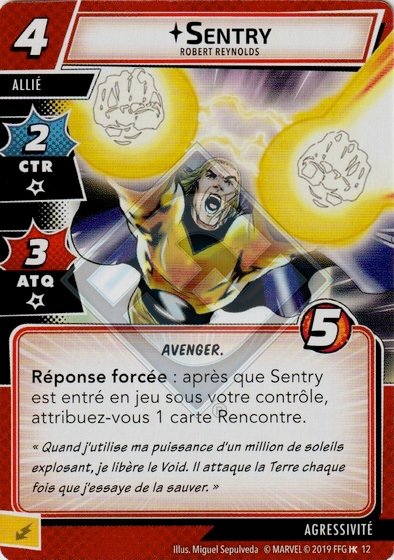 4
SENTRY
ROBERT REYNOLDS
ALLIÉ
2
CTR
3
ATQ
5
AVENGER.
Réponse forcée : après que Sentry
est entré en jeu sous votre contrôle,
attribuez-vous 1 carte Rencontre.
« Quand j'utilise ma puissance d'un million de soleils
explosant, je libère le Void. Il attaque la Terre chaque
fois que j'essaye de la sauver. »
AGRESSIVITÉ
Illus. Miguel Sepulveda © MARVEL © 2019 FFG HK 12